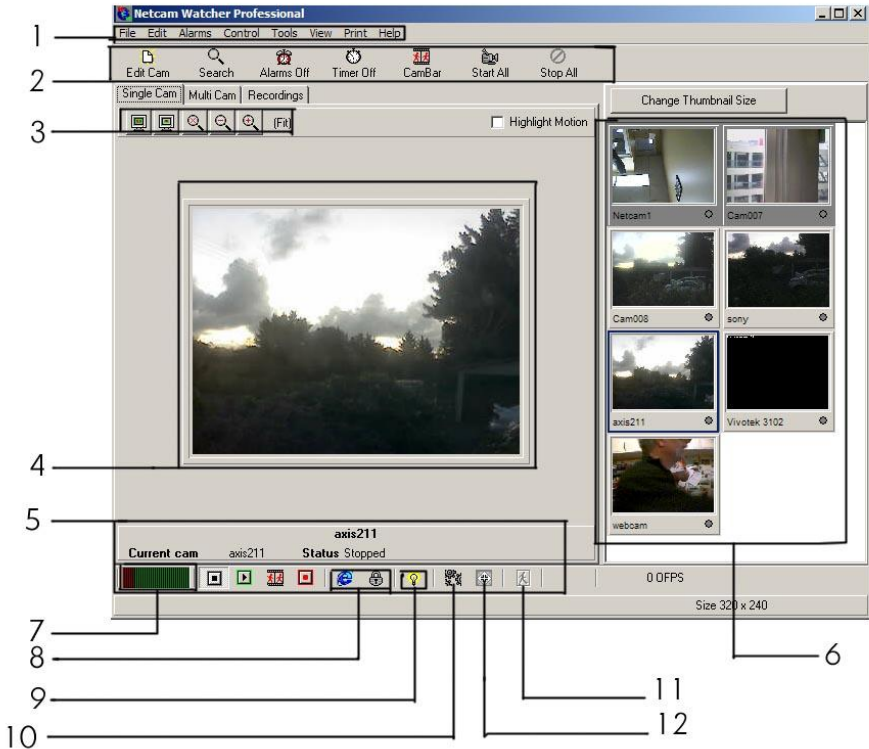 Netcam Watcher Professional
File Edit Alarms Control Tools View Print Help
1
Edit Cam Search Alarms Off Timer Off CamBar Start All Stop All
2
Single Cam Multi Cam Recordings
Change Thumbnail Size
3
(Fit)
Highlight Motion
Netcam1 Cam007
Cam008 sony
axis211 Vivotek 3102
4
webcam
5
axis211
Current cam axis211 Status Stopped
0 OFPS
Size 320 x 240
7
8
6
9
11
10
12